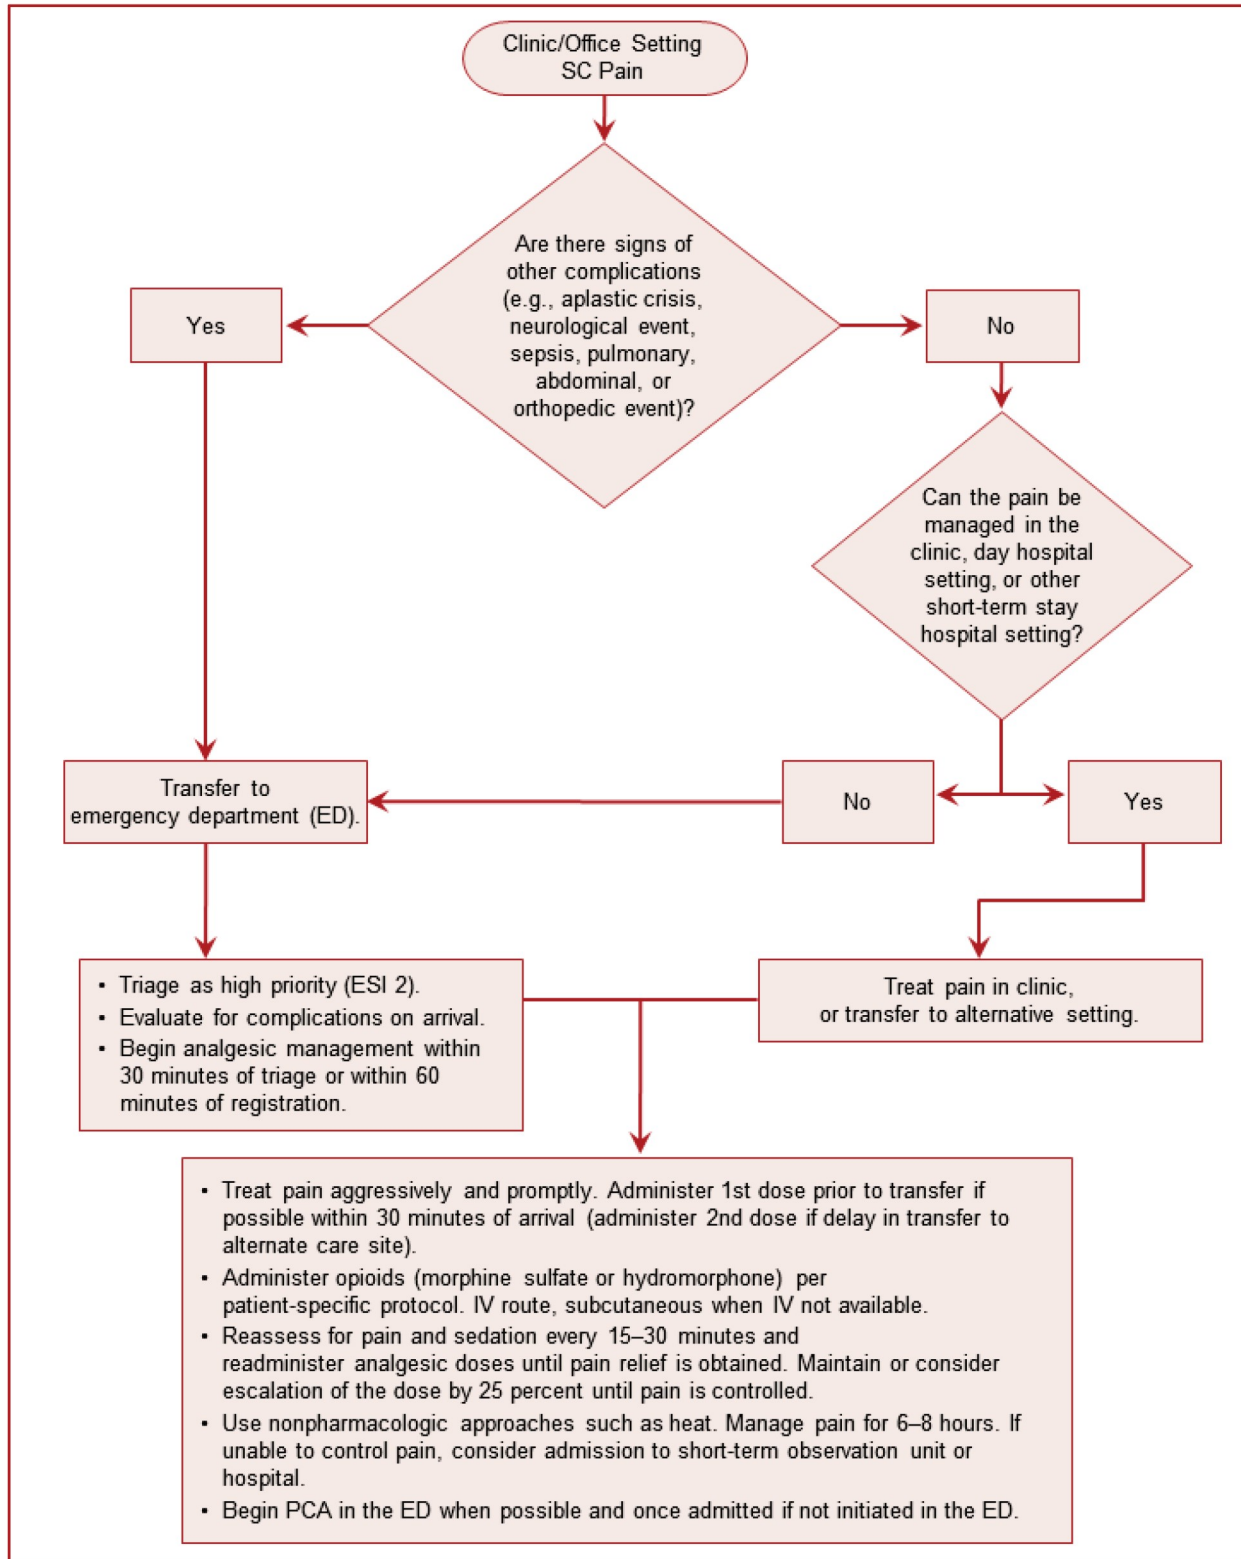 Clinic/Office Setting
SC Pain
Are there signs of
other complications
(e.g., aplastic crisis,
neurological event,
sepsis, pulmonary,
abdominal, or
orthopedic event)?
Yes
No
Can the pain be
managed in the
clinic, day hospital
setting, or other
short-term stay
hospital setting?
Transfer to
emergency department (ED).
No
Yes
• Triage as high priority (ESI 2).
• Evaluate for complications on arrival.
• Begin analgesic management within
30 minutes of triage or within 60
minutes of registration.
Treat pain in clinic,
or transfer to alternative setting.
• Treat pain aggressively and promptly. Administer 1st dose prior to transfer if
possible within 30 minutes of arrival (administer 2nd dose if delay in transfer to
alternate care site).
• Administer opioids (morphine sulfate or hydromorphone) per
patient-specific protocol. IV route, subcutaneous when IV not available.
• Reassess for pain and sedation every 15–30 minutes and
readminister analgesic doses until pain relief is obtained. Maintain or consider
escalation of the dose by 25 percent until pain is controlled.
• Use nonpharmacologic approaches such as heat. Manage pain for 6–8 hours. If
unable to control pain, consider admission to short-term observation unit or
hospital.
• Begin PCA in the ED when possible and once admitted if not initiated in the ED.